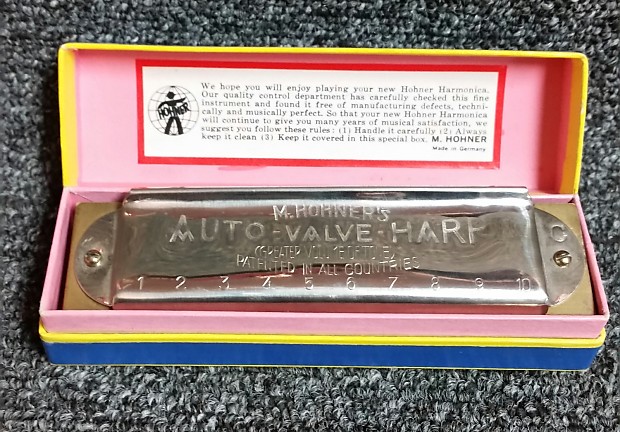 HOHNER
We hope you will enjoy playing your new Hohner Harmonica.
Our quality control department has carefully checked this fine
instrument and found it free of manufacturing defects, techni-
cally and musically perfect. So that your new Hohner Harmonica
will continue to give you many years of musical satisfaction, we
suggest you follow these rules: (1) Handle it carefully (2) Always
keep it clean (3) Keep it covered in this special box. M. HOHNER
Made in Germany
M. HOHNER'S
AUTO-VALVE-HARP
GREATER VOLUME OF TONE
PATENTED IN ALL COUNTRIES
C
1 2 3 4 5 6 7 8 9 10